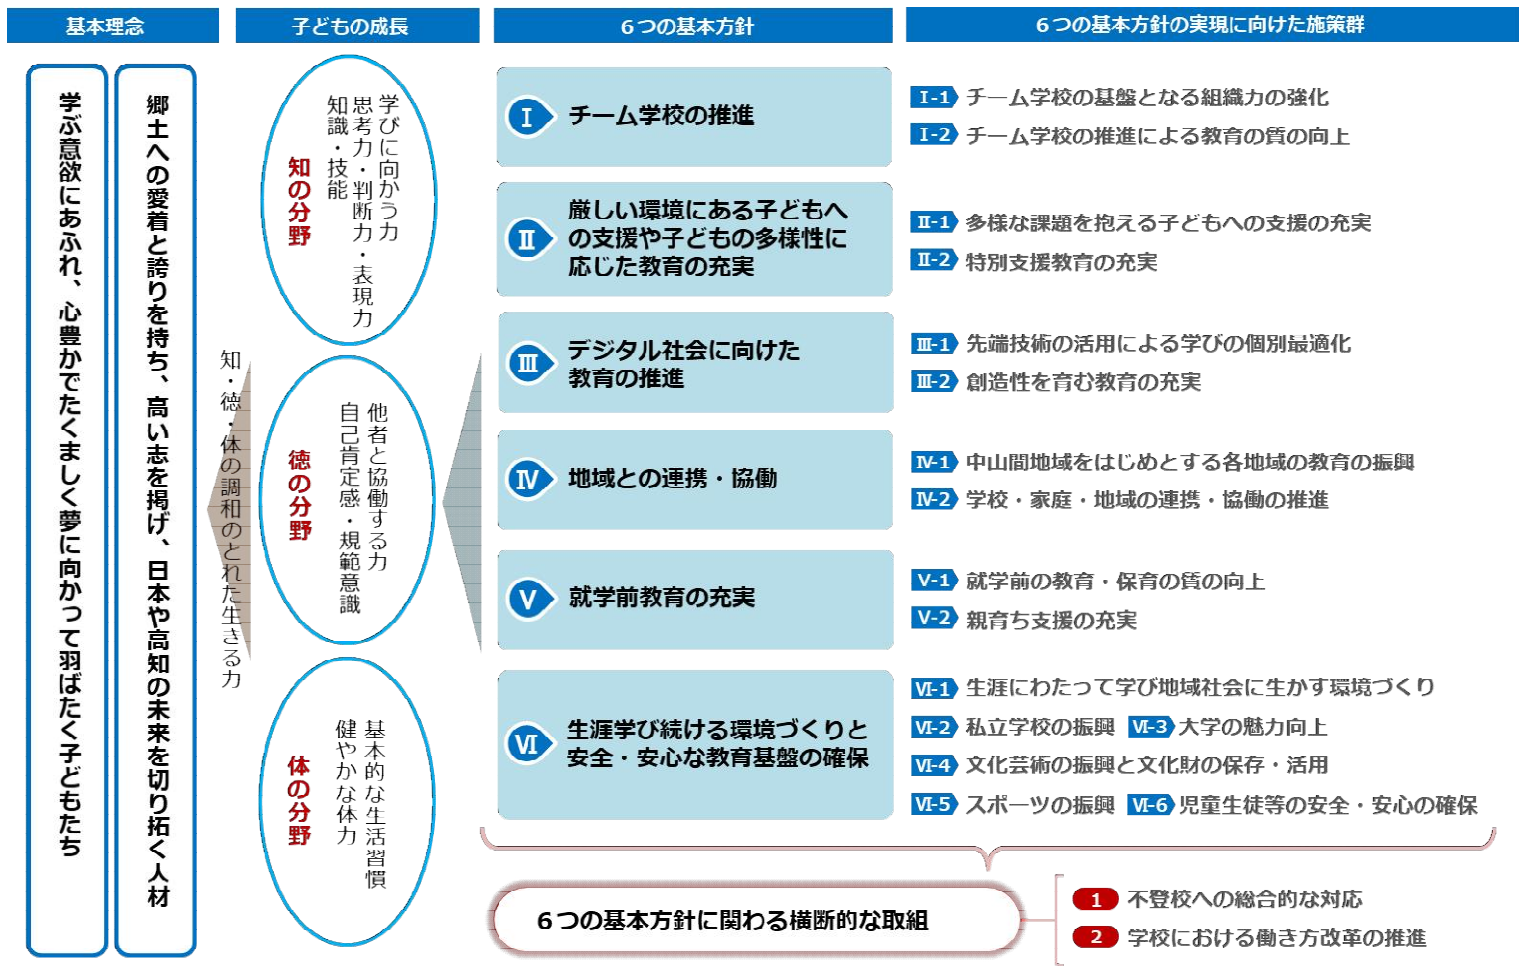 基本理念
子どもの成長
６つの基本方針
６つの基本方針の実現に向けた施策群
学ぶ意欲にあふれ、心豊かでたくましく夢に向かって羽ばたく子どもたち
郷土への愛着と誇りを持ち、高い志を掲げ、日本や高知の未来を切り拓く人材
知・徳・体の調和のとれた生きる力
知の分野
学びに向かう力
思考力・判断力・表現力
知識・技能
徳の分野
他者と協働する力
自己肯定感・規範意識
体の分野
基本的な生活習慣
健やかな体力
Ⅰ
チーム学校の推進
Ⅰ-1 チーム学校の基盤となる組織力の強化
Ⅰ-2 チーム学校の推進による教育の質の向上
Ⅱ
厳しい環境にある子どもへ
の支援や子どもの多様性に
応じた教育の充実
Ⅱ-1 多様な課題を抱える子どもへの支援の充実
Ⅱ-2 特別支援教育の充実
Ⅲ
デジタル社会に向けた
教育の推進
Ⅲ-1 先端技術の活用による学びの個別最適化
Ⅲ-2 創造性を育む教育の充実
Ⅳ
地域との連携・協働
Ⅳ-1 中山間地域をはじめとする各地域の教育の振興
Ⅳ-2 学校・家庭・地域の連携・協働の推進
Ⅴ
就学前教育の充実
Ⅴ-1 就学前の教育・保育の質の向上
Ⅴ-2 親育ち支援の充実
Ⅵ
生涯学び続ける環境づくりと
安全・安心な教育基盤の確保
Ⅵ-1 生涯にわたって学び地域社会に生かす環境づくり
Ⅵ-2 私立学校の振興 Ⅵ-3 大学の魅力向上
Ⅵ-4 文化芸術の振興と文化財の保存・活用
Ⅵ-5 スポーツの振興 Ⅵ-6 児童生徒等の安全・安心の確保
６つの基本方針に関わる横断的な取組
1 不登校への総合的な対応
2 学校における働き方改革の推進